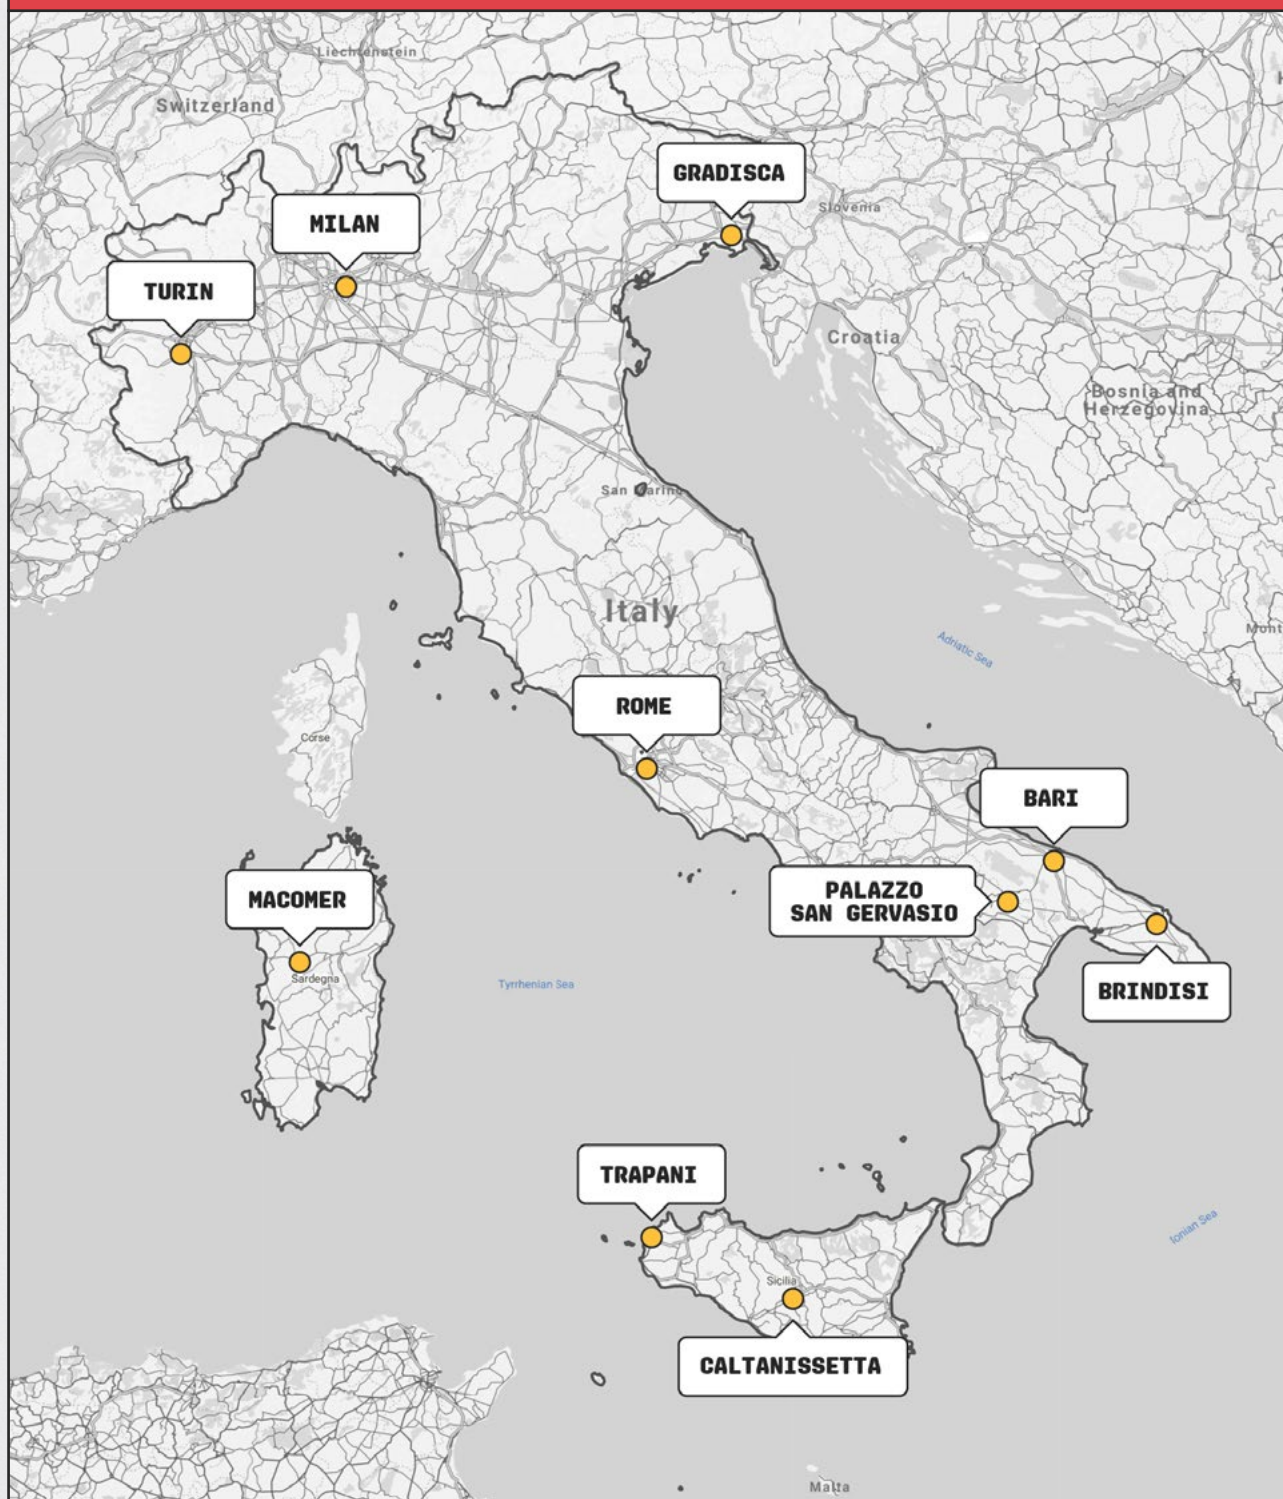 Liechtenstein
Switzerland
GRADISCA
Slovenia
MILAN
TURIN
Croatia
Bosnia and
Herzegovina
San Marino
Italy
Adriatic Sea
Mont
ROME
Corse
BARI
PALAZZO
SAN GERVASIO
MACOMER
Sardegna
Tyrrhenian Sea
BRINDISI
TRAPANI
Ionian Sea
Sicilia
CALTANISSETTA
Malta